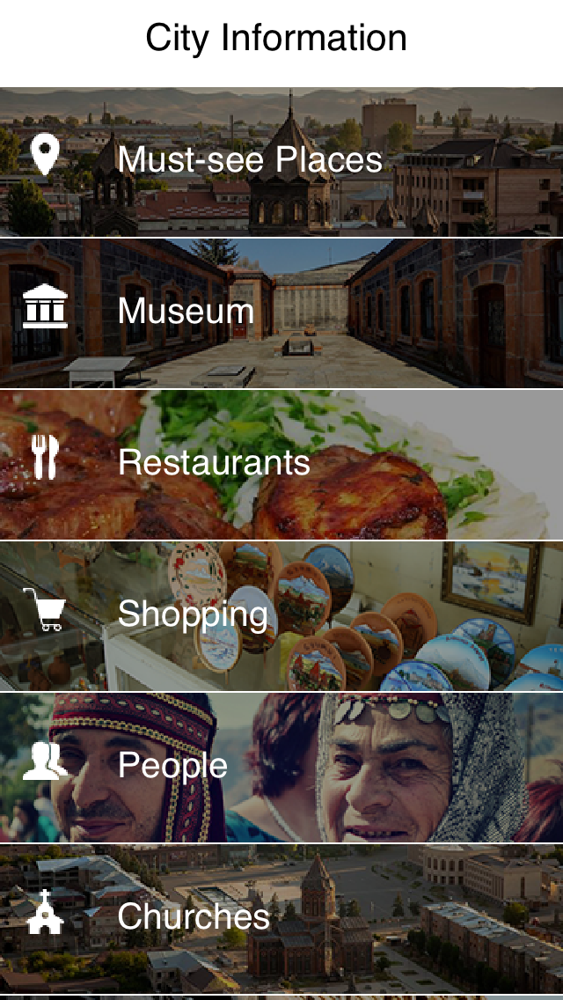 City Information
Must-see Places
Museum
Restaurants
Shopping
People
Churches